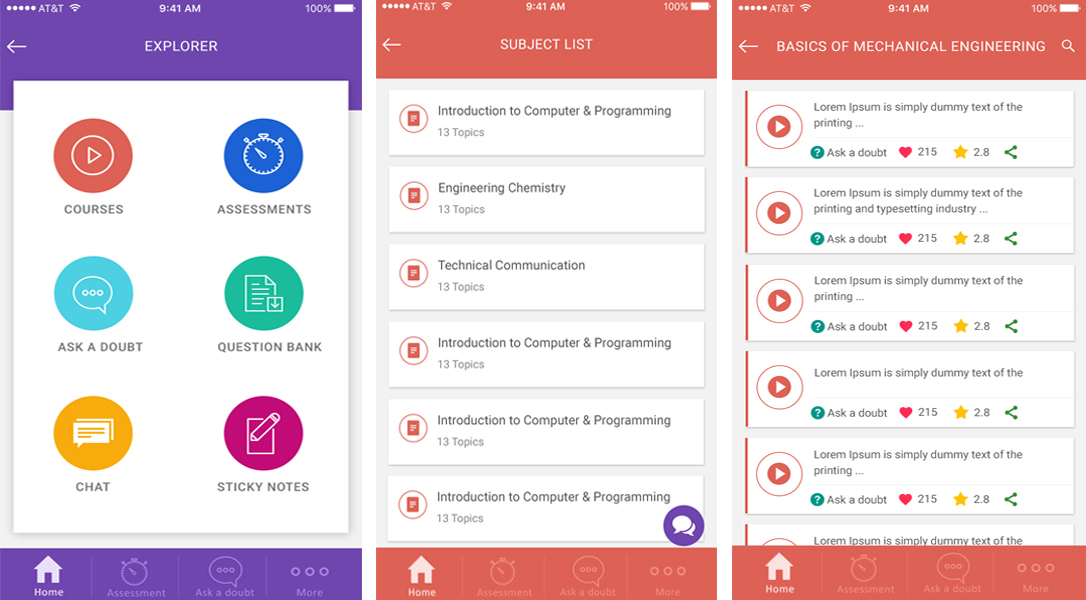 AT&T 9:41 AM 100%
EXPLORER
COURSES
ASSESSMENTS
ASK A DOUBT
QUESTION BANK
CHAT
STICKY NOTES
Home
Assessment
Ask a doubt
More
AT&T 9:41 AM 100%
SUBJECT LIST
Introduction to Computer & Programming
13 Topics
Engineering Chemistry
13 Topics
Technical Communication
13 Topics
Introduction to Computer & Programming
13 Topics
Introduction to Computer & Programming
13 Topics
Introduction to Computer & Programming
13 Topics
Home
Assessment
Ask a doubt
More
AT&T 9:41 AM 100%
BASICS OF MECHANICAL ENGINEERING
Lorem Ipsum is simply dummy text of the
printing ...
? Ask a doubt 215 2.8
Lorem Ipsum is simply dummy text of the
printing and typesetting industry ...
? Ask a doubt 215 2.8
Lorem Ipsum is simply dummy text of the
printing ...
? Ask a doubt 215 2.8
Lorem Ipsum is simply dummy text of the
? Ask a doubt 215 2.8
Lorem Ipsum is simply dummy text of the
printing ...
? Ask a doubt 215 2.8
Lorem Ipsum is simply dummy text of the
Home
Assessment
Ask a doubt
More